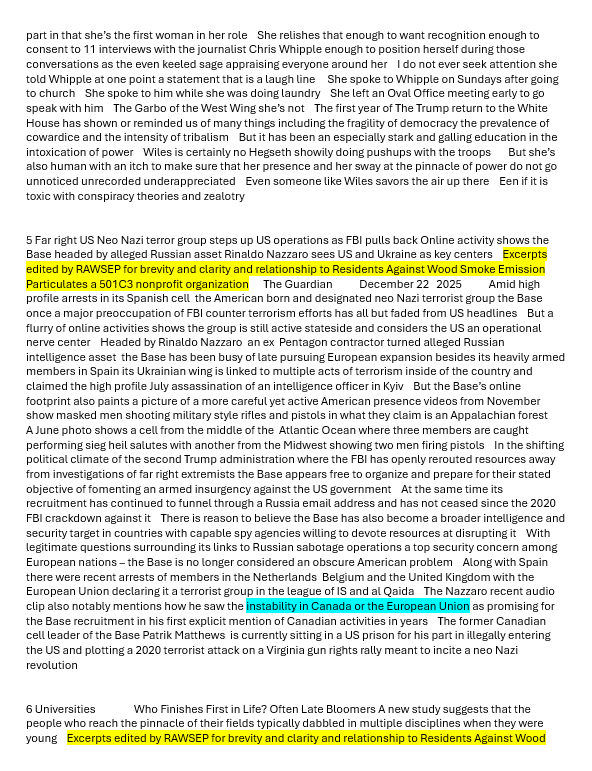 part in that she's the first woman in her role    She relishes that enough to want recognition enough to
consent to 11 interviews with the journalist Chris Whipple enough to position herself during those
conversations as the even keeled sage appraising everyone around her    I do not ever seek attention she
told Whipple at one point a statement that is a laugh line    She spoke to Whipple on Sundays after going
to church    She spoke to him while she was doing laundry    She left an Oval Office meeting early to go
speak with him    The Garbo of the West Wing she's not    The first year of The Trump return to the White
House has shown or reminded us of many things including the fragility of democracy the prevalence of
cowardice and the intensity of tribalism    But it has been an especially stark and galling education in the
intoxication of power    Wiles is certainly no Hegseth showily doing pushups with the troops    But she's
also human with an itch to make sure that her presence and her sway at the pinnacle of power do not go
unnoticed unrecorded underappreciated    Even someone like Wiles savors the air up there    Een if it is
toxic with conspiracy theories and zealotry
5 Far right US Neo Nazi terror group steps up US operations as FBI pulls back Online activity shows the
Base headed by alleged Russian asset Rinaldo Nazzaro sees US and Ukraine as key centers    Excerpts
edited by RAWSEP for brevity and clarity and relationship to Residents Against Wood Smoke Emission
Particulates a 501C3 nonprofit organization    The Guardian    December 22  2025    Amid high
profile arrests in its Spanish cell  the American born and designated neo Nazi terrorist group the Base
once a major preoccupation of FBI counter terrorism efforts has all but faded from US headlines    But a
flurry of online activities shows the group is still active stateside and considers the US an operational
nerve center    Headed by Rinaldo Nazzaro  an ex  Pentagon contractor turned alleged Russian
intelligence asset  the Base has been busy of late pursuing European expansion besides its heavily armed
members in Spain its Ukrainian wing is linked to multiple acts of terrorism inside of the country and
claimed the high profile July assassination of an intelligence officer in Kyiv    But the Base's online
footprint also paints a picture of a more careful yet active American presence videos from November
show masked men shooting military style rifles and pistols in what they claim is an Appalachian forest
A June photo shows a cell from the middle of the  Atlantic Ocean where three members are caught
performing sieg heil salutes with another from the Midwest showing two men firing pistols    In the shifting
political climate of the second Trump administration where the FBI has openly rerouted resources away
from investigations of far right extremists the Base appears free to organize and prepare for their stated
objective of fomenting an armed insurgency against the US government    At the same time its
recruitment has continued to funnel through a Russia email address and has not ceased since the 2020
FBI crackdown against it    There is reason to believe the Base has also become a broader intelligence and
security target in countries with capable spy agencies willing to devote resources at disrupting it    With
legitimate questions surrounding its links to Russian sabotage operations a top security concern among
European nations – the Base is no longer considered an obscure American problem    Along with Spain
there were recent arrests of members in the Netherlands  Belgium and the United Kingdom with the
European Union declaring it a terrorist group in the league of IS and al Qaida    The Nazzaro recent audio
clip also notably mentions how he saw the instability in Canada or the European Union as promising for
the Base recruitment in his first explicit mention of Canadian activities in years    The former Canadian
cell leader of the Base Patrik Matthews  is currently sitting in a US prison for his part in illegally entering
the US and plotting a 2020 terrorist attack on a Virginia gun rights rally meant to incite a neo Nazi
revolution
6 Universities    Who Finishes First in Life? Often Late Bloomers A new study suggests that the
people who reach the pinnacle of their fields typically dabbled in multiple disciplines when they were
young    Excerpts edited by RAWSEP for brevity and clarity and relationship to Residents Against Wood